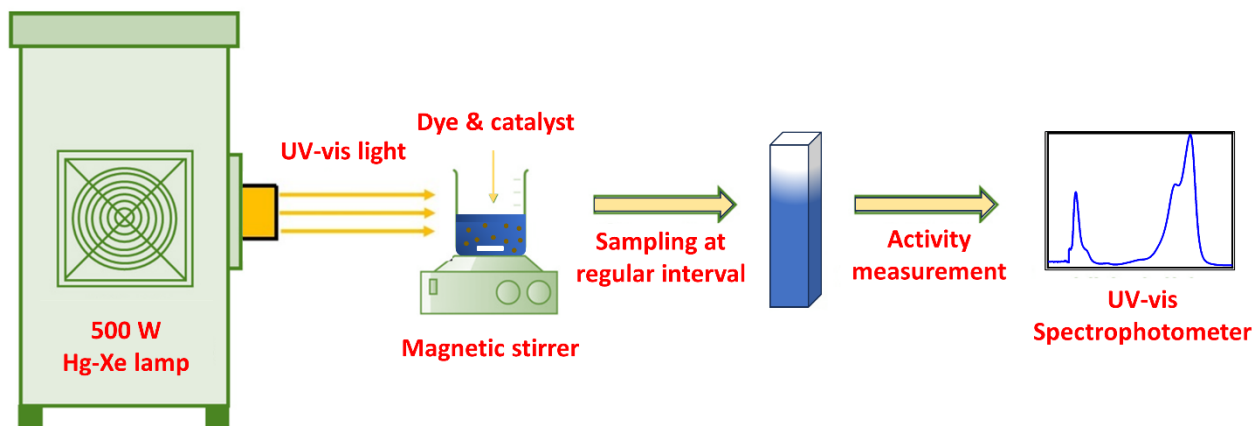 500 W
Hg-Xe lamp
UV-vis light
Dye & catalyst
Magnetic stirrer
Sampling at
regular interval
Activity
measurement
UV-vis
Spectrophotometer